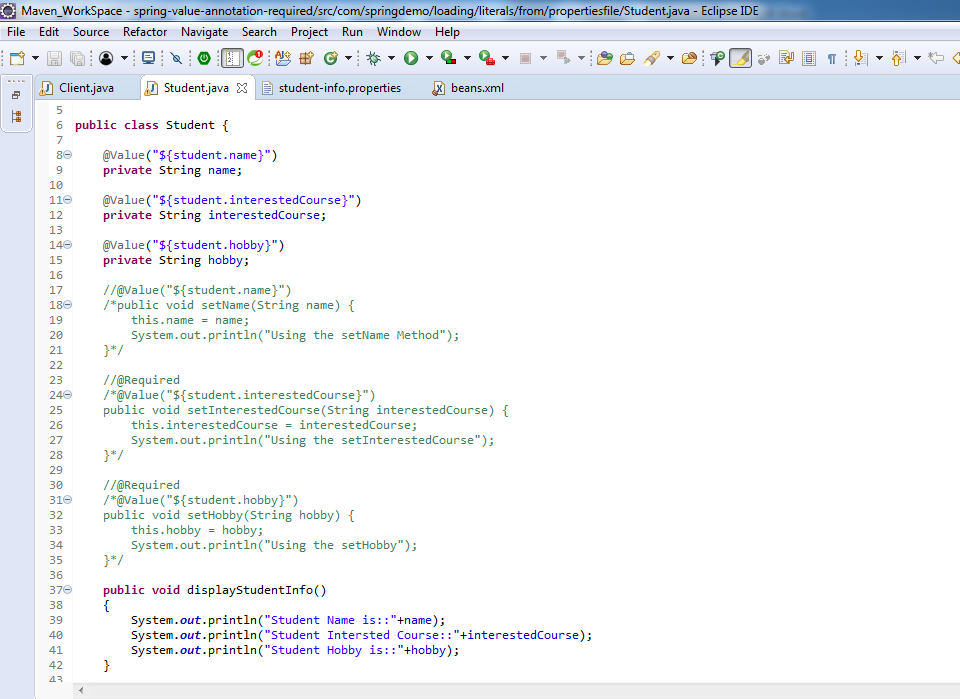 Maven_WorkSpace - spring-value-annotation-required/src/com/springdemo/loading/literals/from/propertiesfile/Student.java - Eclipse IDE
File Edit Source Refactor Navigate Search Project Run Window Help
Client.java Student.java student-info.properties beans.xml
5
6 public class Student {
7
8 @Value("${student.name}")
9 private String name;
10
11 @Value("${student.interestedCourse}")
12 private String interestedCourse;
13
14 @Value("${student.hobby}")
15 private String hobby;
16
17 //@Value("${student.name}")
18 /*public void setName(String name) {
19 this.name = name;
20 System.out.println("Using the setName Method");
21 }*/
22
23 //@Required
24 /*@Value("${student.interestedCourse}")
25 public void setInterestedCourse(String interestedCourse) {
26 this.interestedCourse = interestedCourse;
27 System.out.println("Using the setInterestedCourse");
28 }*/
29
30 //@Required
31 /*@Value("${student.hobby}")
32 public void setHobby(String hobby) {
33 this.hobby = hobby;
34 System.out.println("Using the setHobby");
35 }*/
36
37 public void displayStudentInfo()
38 {
39 System.out.println("Student Name is::"+name);
40 System.out.println("Student Intersted Course::"+interestedCourse);
41 System.out.println("Student Hobby is::"+hobby);
42 }
43